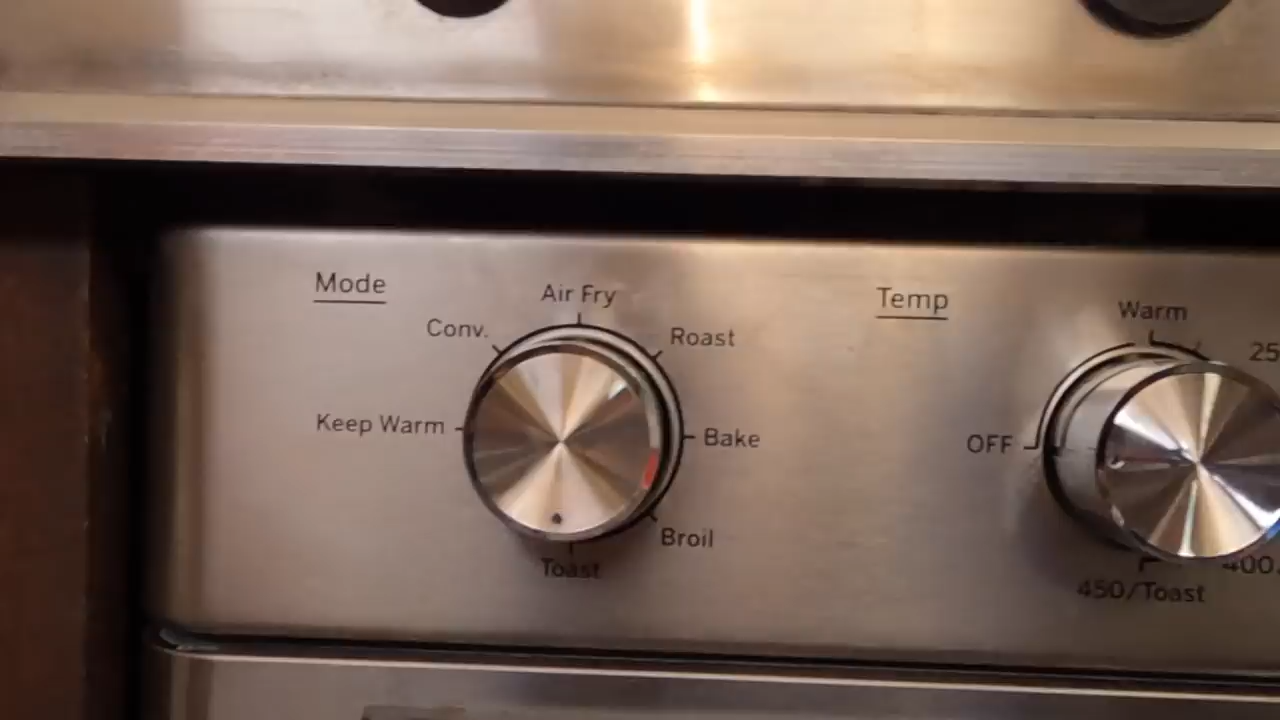 Mode
Air Fry
Conv.
Roast
Keep Warm
Bake
Broil
Toast
Temp
Warm
OFF
450/Toast